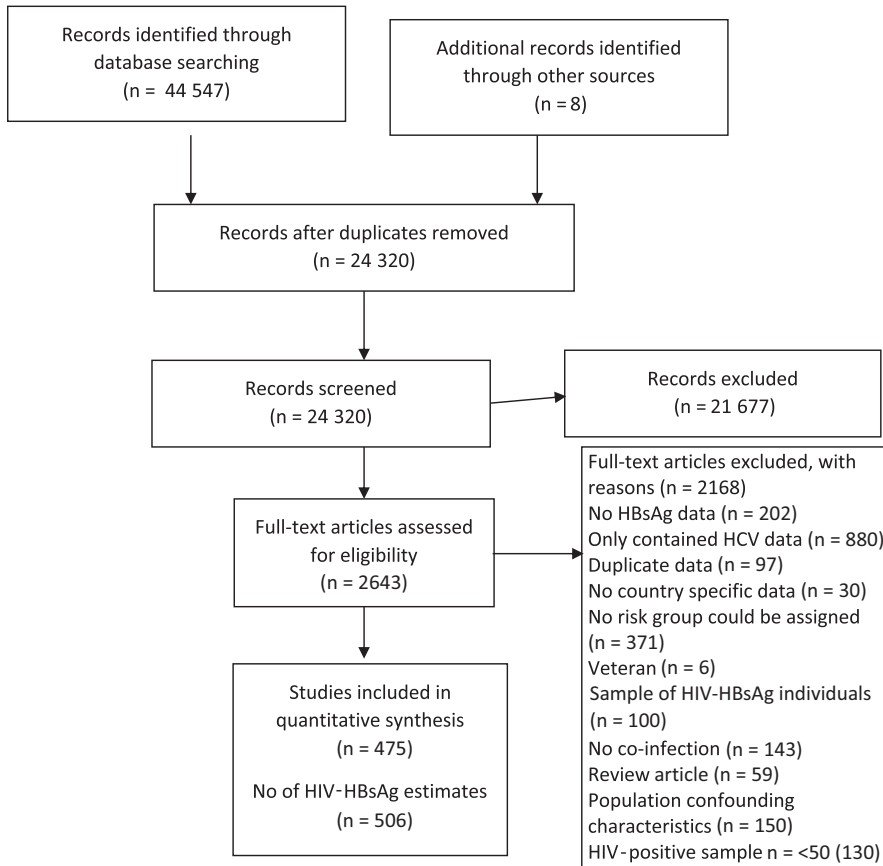 Records identified through
database searching
(n = 44 547)
Additional records identified
through other sources
(n = 8)
Records after duplicates removed
(n = 24 320)
Records screened
(n = 24 320)
Records excluded
(n = 21 677)
Full-text articles assessed
for eligibility
(n = 2643)
Full-text articles excluded, with
reasons (n = 2168)
No HBsAg data (n = 202)
Only contained HCV data (n = 880)
Duplicate data (n = 97)
No country specific data (n = 30)
No risk group could be assigned
(n = 371)
Veteran (n = 6)
Sample of HIV-HBsAg individuals
(n = 100)
No co-infection (n = 143)
Review article (n = 59)
Population confounding
characteristics (n = 150)
HIV-positive sample n = <50 (130)
Studies included in
quantitative synthesis
(n = 475)
No of HIV-HBsAg estimates
(n = 506)